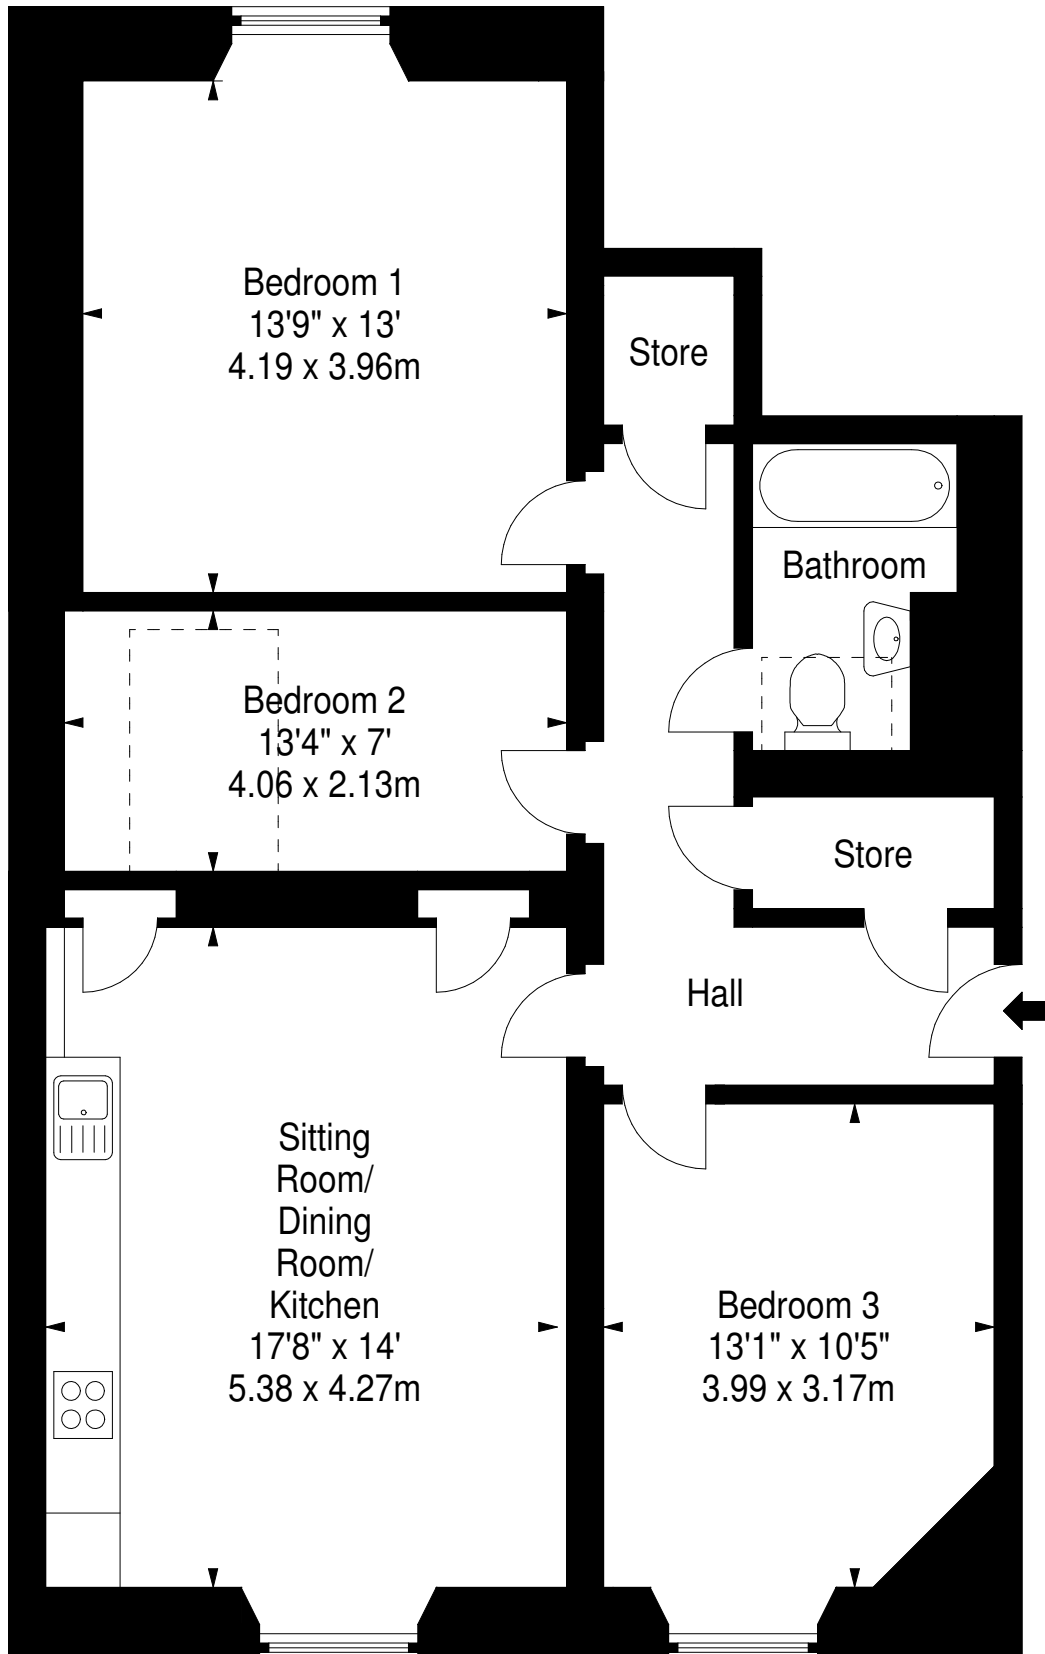 Bedroom 1
13'9" x 13'
4.19 x 3.96m
Store
Bathroom
Bedroom 2
13'4" x 7'
4.06 x 2.13m
Store
Hall
Sitting
Room/
Dining
Room/
Kitchen
17'8" x 14'
5.38 x 4.27m
Bedroom 3
13'1" x 10'5"
3.99 x 3.17m